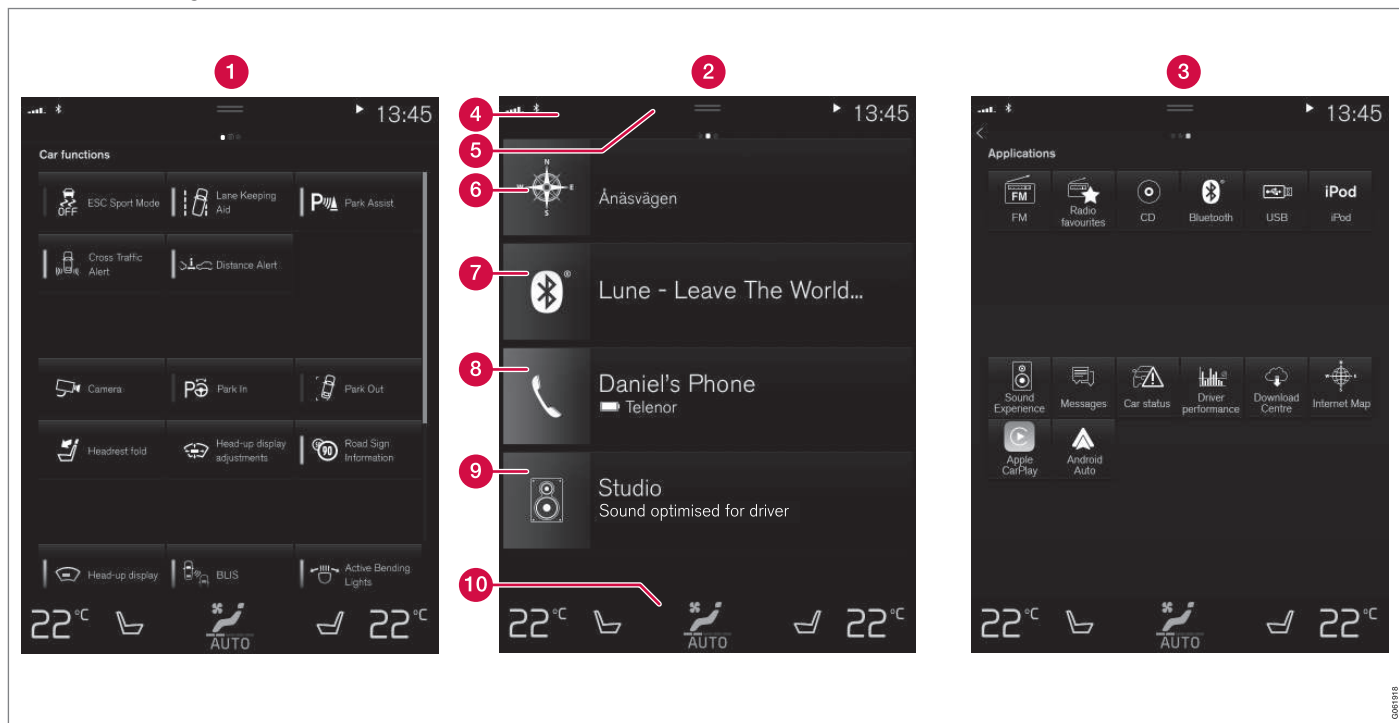 1
2
3
13:45
Car functions
OFF
ESC Sport Mode
Lane Keeping
Aid
P
Park Assist
Cross Traffic
Alert
Distance Alert
Camera
P
Park In
Park Out
Headrest fold
Head-up display
adjustments
90
Road Sign
Information
Head-up display
BLIS
Active Bending
Lights
22°C
AUTO
22°C
4
13:45
5
6
N
W
E
S
Ånäsvägen
7
Lune - Leave The World...
8
Daniel's Phone
Telenor
9
Studio
Sound optimised for driver
10
22°C
AUTO
22°C
13:45
Applications
FM
FM
Radio
favourites
CD
Bluetooth
USB
iPod
iPod
Sound
Experience
Messages
Car status
Driver
performance
Download
Centre
Internet Map
Apple
CarPlay
Android
Auto
22°C
AUTO
22°C
G061918